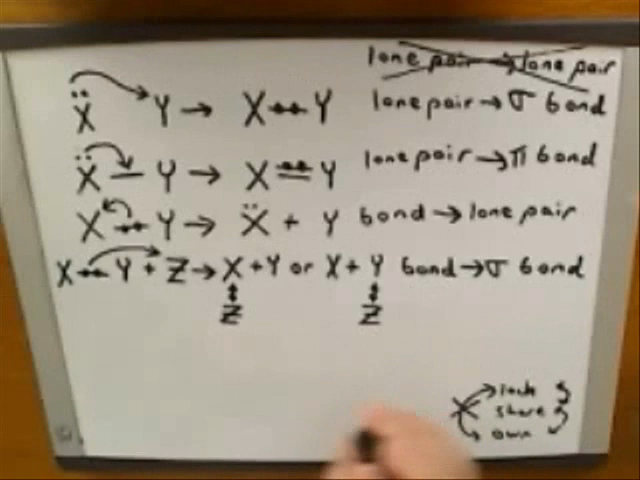 lone pair → lone pair
Ẍ Y → X •• Y lone pair → σ bond
Ẍ — Y → X = Y lone pair → π bond
X •• Y → Ẍ + Y bond → lone pair
X •• Y + Z → X + Y or X + Y bond → σ bond
Z Z
lack
share
own